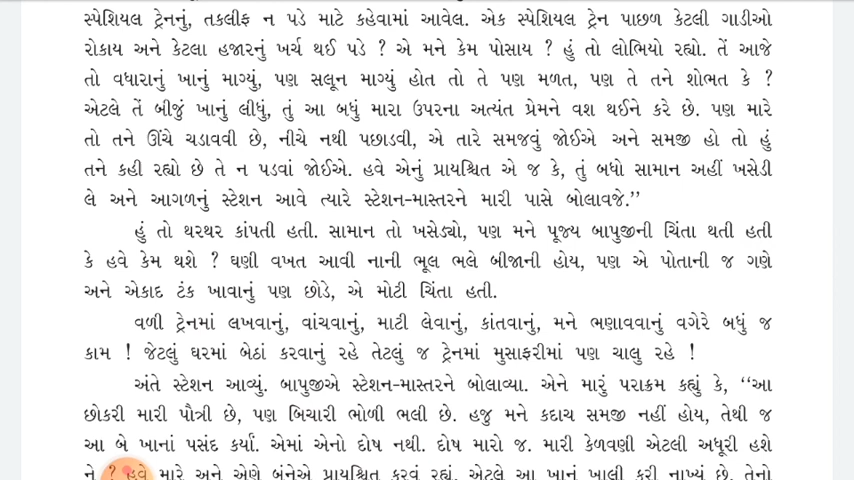 સ્પેશિયલ ટ્રેનનું, તકલીફ ન પડે માટે કહેવામાં આવેલ. એક સ્પેશિયલ ટ્રેન પાછળ કેટલી ગાડીઓ
રોકાય અને કેટલા હજારનું ખર્ચ થઈ પડે ? એ મને કેમ પોસાય ? હું તો લોભિયો રહ્યો. તેં આજે
તો વધારાનું ખાનું માગ્યું, પણ સલૂન માગ્યું હોત તો તે પણ મળત, પણ તે તને શોભત કે ?
એટલે તેં બીજું ખાનું લીધું, તું આ બધું મારા ઉપરના અત્યંત પ્રેમને વશ થઈને કરે છે. પણ મારે
તો તને ઊંચે ચડાવવી છે, નીચે નથી પછાડવી, એ તારે સમજવું જોઈએ અને સમજી હો તો હું
તને કહી રહ્યો છે તે ન પડવાં જોઈએ. હવે એનું પ્રાયશ્ચિત એ જ કે, તું બધો સામાન અહીં ખસેડી
લે અને આગળનું સ્ટેશન આવે ત્યારે સ્ટેશન-માસ્તરને મારી પાસે બોલાવજે.’’
હું તો થરથર કાંપતી હતી. સામાન તો ખસેડ્યો, પણ મને પૂજ્ય બાપુજીની ચિંતા થતી હતી
કે હવે કેમ થશે ? ઘણી વખત આવી નાની ભૂલ ભલે બીજાની હોય, પણ એ પોતાની જ ગણે
અને એકાદ ટંક ખાવાનું પણ છોડે, એ મોટી ચિંતા હતી.
વળી ટ્રેનમાં લખવાનું, વાંચવાનું, માટી લેવાનું, કાંતવાનું, મને ભણાવવાનું વગેરે બધું જ
કામ ! જેટલું ઘરમાં બેઠાં કરવાનું રહે તેટલું જ ટ્રેનમાં મુસાફરીમાં પણ ચાલુ રહે !
અંતે સ્ટેશન આવ્યું. બાપુજીએ સ્ટેશન-માસ્તરને બોલાવ્યા. એને મારું પરાક્રમ કહ્યું કે, ‘‘આ
છોકરી મારી પૌત્રી છે, પણ બિચારી ભોળી ભલી છે. હજુ મને કદાચ સમજી નહીં હોય, તેથી જ
આ બે ખાનાં પસંદ કર્યાં. એમાં એનો દોષ નથી. દોષ મારો જ. મારી કેળવણી એટલી અધૂરી હશે
ને ? હવે મારે અને એણે બંનેએ પ્રાયશ્ચિત કરવું રહ્યું. એટલે આ ખાનું ખાલી કરી નાખ્યું છે. તેનો